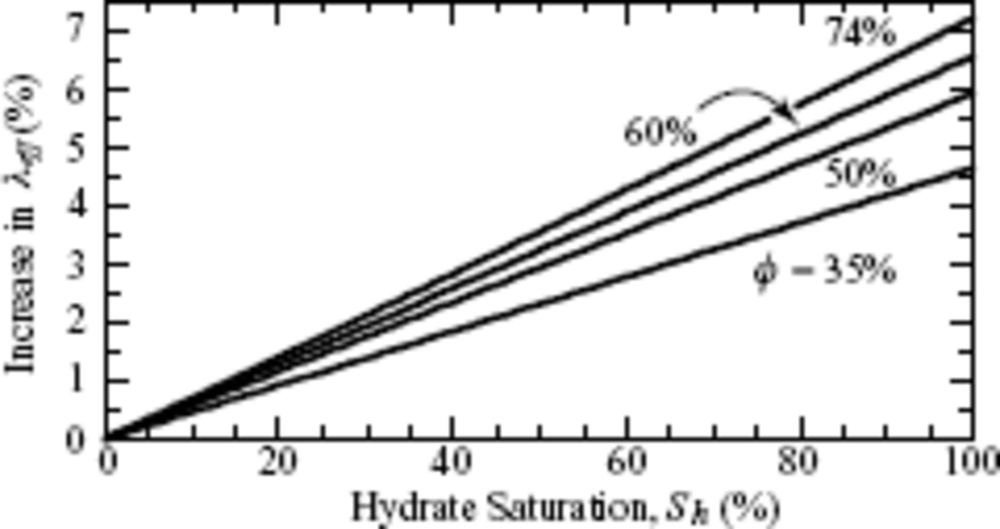 Increase in λeff (%)
7
6
5
4
3
2
1
0
74%
60%
50%
ϕ = 35%
0 20 40 60 80 100
Hydrate Saturation, Sh (%)